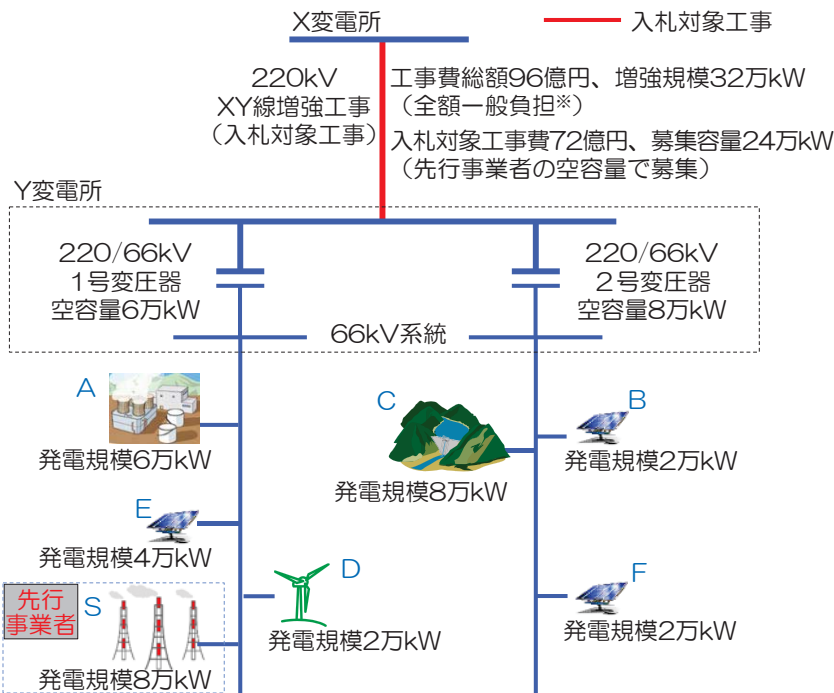 X変電所
入札対象工事
220kV
XY線増強工事
（入札対象工事）
工事費総額96億円、増強規模32万kW
（全額一般負担※）
入札対象工事費72億円、募集容量24万kW
（先行事業者の空容量で募集）
Y変電所
220/66kV
1号変圧器
空容量6万kW
220/66kV
2号変圧器
空容量8万kW
66kV系統
A
発電規模6万kW
C
発電規模8万kW
B
発電規模2万kW
E
発電規模4万kW
D
発電規模2万kW
F
発電規模2万kW
先行
事業者
S
発電規模8万kW